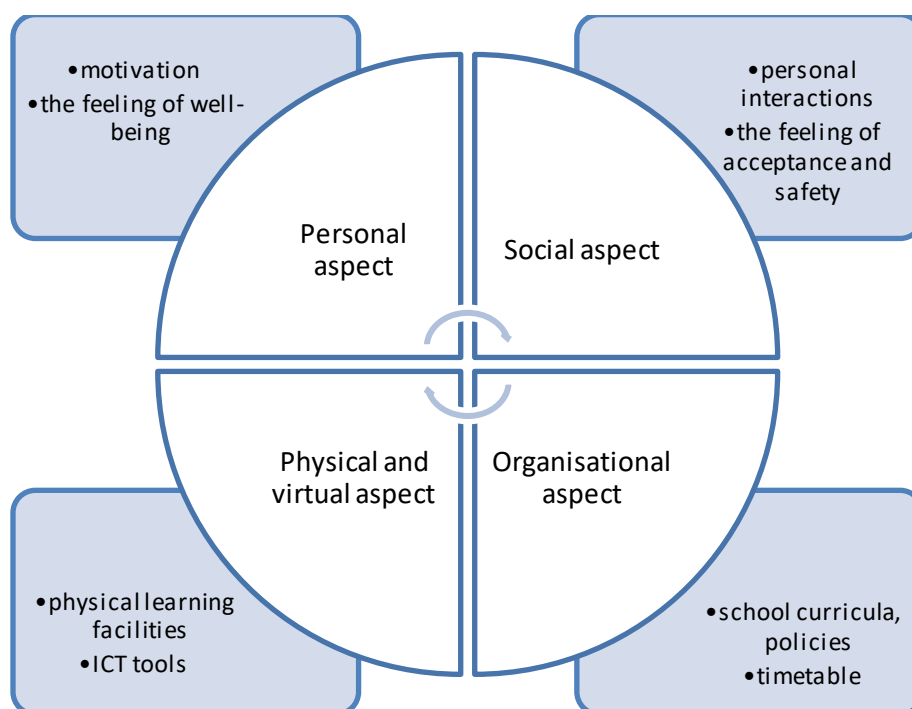 •motivation
•the feeling of well-
being
•personal
interactions
•the feeling of
acceptance and
safety
Personal
aspect
Social aspect
Physical and
virtual aspect
Organisational
aspect
•physical learning
facilities
•ICT tools
•school curricula,
policies
•timetable